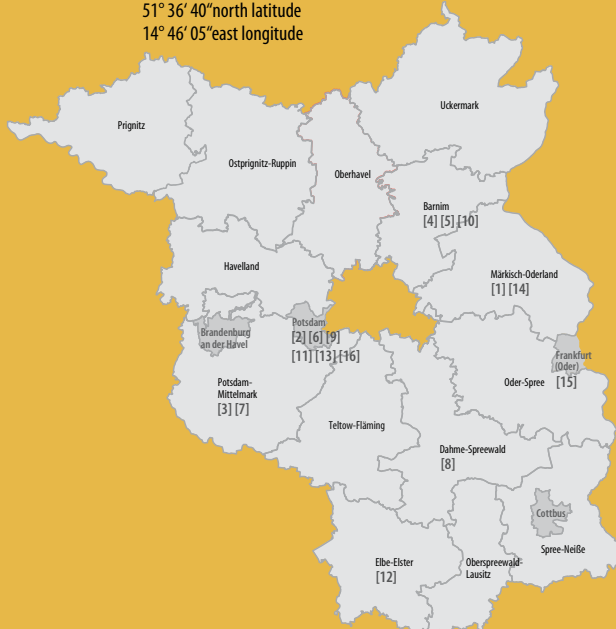 51° 36‘ 40“north latitude
14° 46‘ 05“east longitude
Uckermark
Prignitz
Ostprignitz-Ruppin
Oberhavel
Barnim
[4] [5] [10]
Havelland
Märkisch-Oderland
[1] [14]
Potsdam
[2] [6] [9]
[11] [13] [16]
Brandenburg
an der Havel
Frankfurt
(Oder)
[15]
Potsdam-
Mittelmark
[3] [7]
Oder-Spree
Teltow-Fläming
Dahme-Spreewald
[8]
Cottbus
Spree-Neiße
Elbe-Elster
[12]
Oberspreewald-
Lausitz